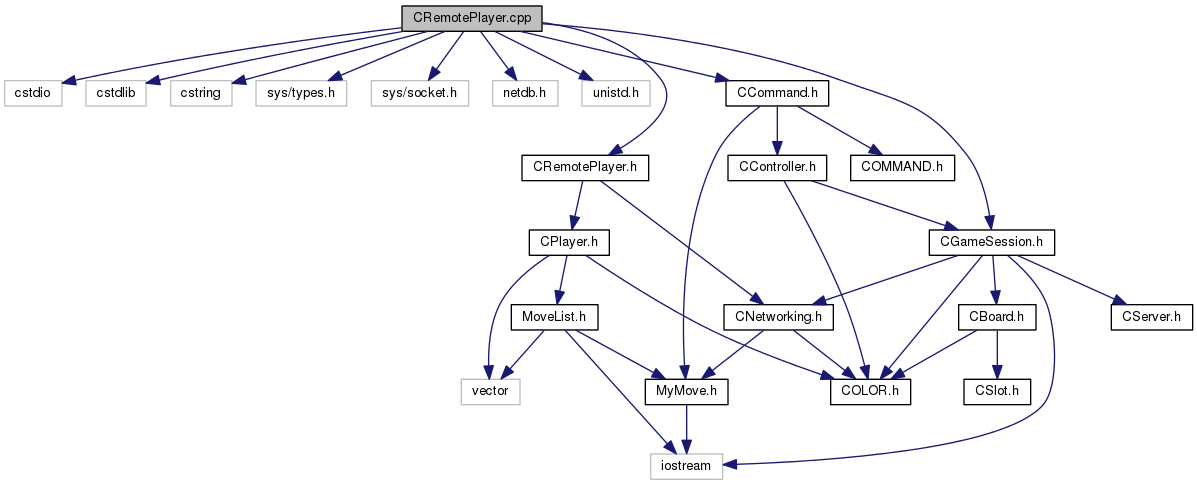 CRemotePlayer.cpp
cstdio
cstdlib
cstring
sys/types.h
sys/socket.h
netdb.h
unistd.h
CCommand.h
CRemotePlayer.h
CController.h
COMMAND.h
CPlayer.h
CGameSession.h
MoveList.h
CNetworking.h
CBoard.h
CServer.h
vector
MyMove.h
COLOR.h
CSlot.h
iostream